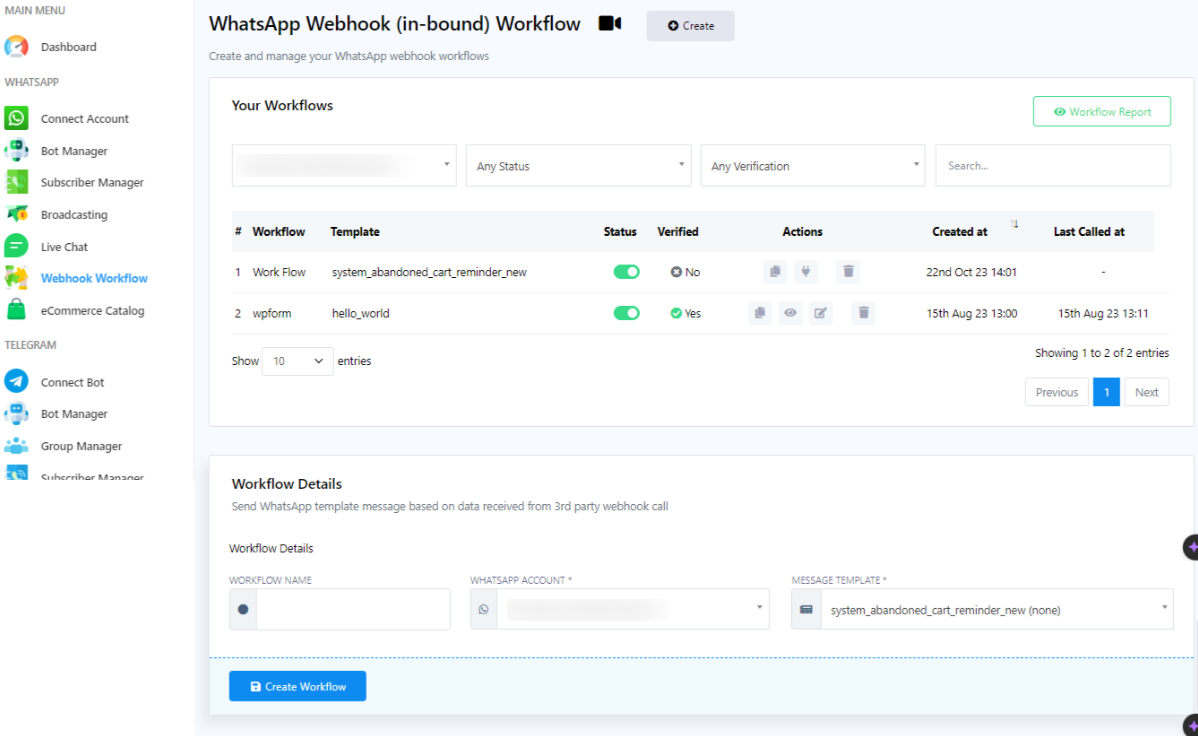 MAIN MENU
Dashboard
WHATSAPP
Connect Account
Bot Manager
Subscriber Manager
Broadcasting
Live Chat
Webhook Workflow
eCommerce Catalog
TELEGRAM
Connect Bot
Bot Manager
Group Manager
Subscriber Manager
WhatsApp Webhook (in-bound) Workflow
Create
Create and manage your WhatsApp webhook workflows
Your Workflows
Workflow Report
Any Status
Any Verification
Search...
# Workflow Template Status Verified Actions Created at Last Called at
1 Work Flow system_abandoned_cart_reminder_new No 22nd Oct 23 14:01 -
2 wpform hello_world Yes 15th Aug 23 13:00 15th Aug 23 13:11
Show 10 entries
Showing 1 to 2 of 2 entries
Previous 1 Next
Workflow Details
Send WhatsApp template message based on data received from 3rd party webhook call
Workflow Details
WORKFLOW NAME
WHATSAPP ACCOUNT *
MESSAGE TEMPLATE *
system_abandoned_cart_reminder_new (none)
Create Workflow